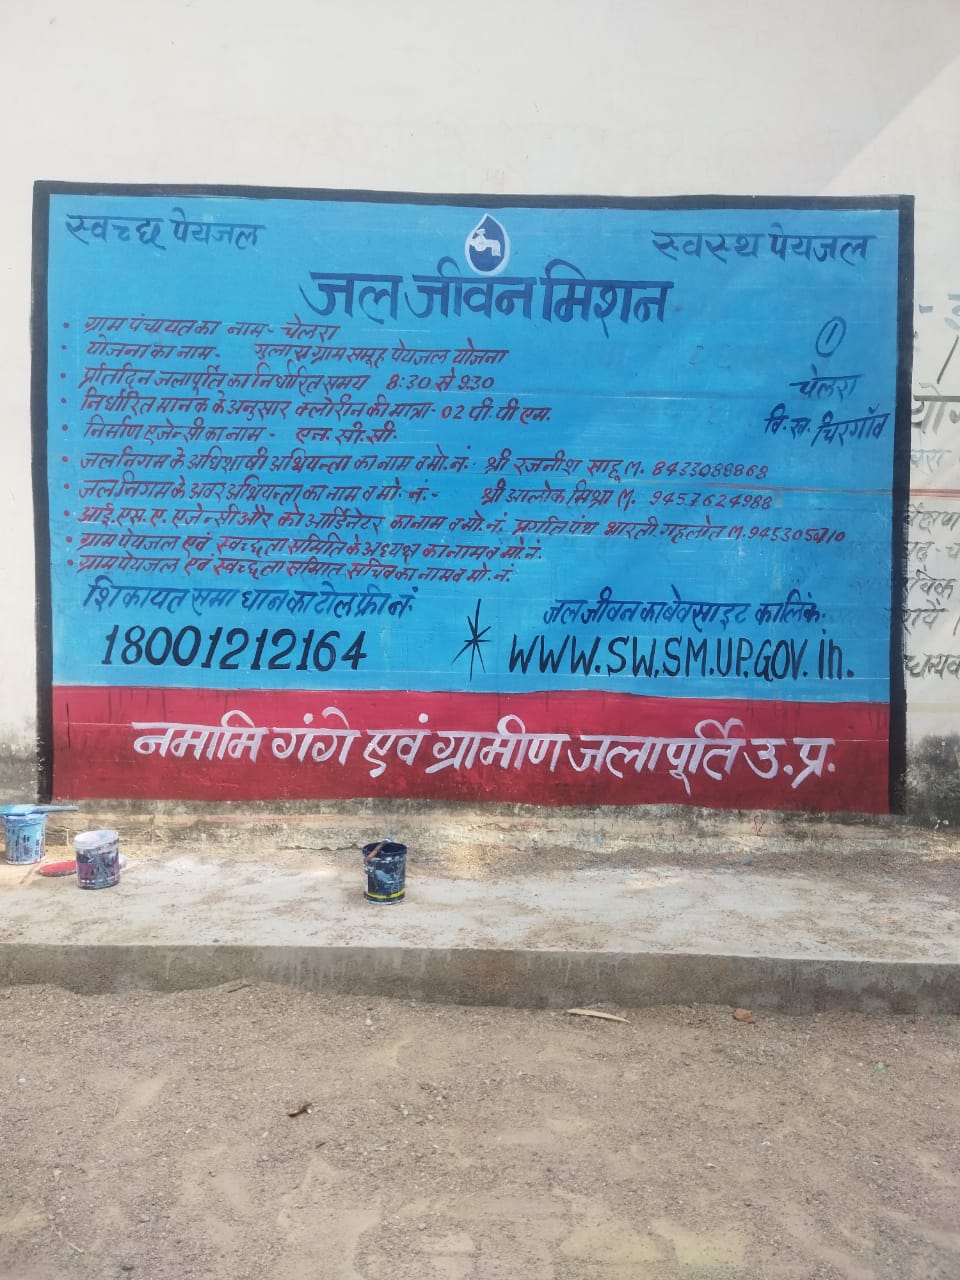 स्वच्छ पेयजल
स्वस्थ पेयजल
जल जीवन मिशन
ग्राम पंचायत का नाम- चेलरा
योजना का नाम- गुलारा ग्राम समूह पेयजल योजना
प्रतिदिन जलापूर्ति का निर्धारित समय 8:30 से 9:30
निर्धारित मानक के अनुसार क्लोरीन की मात्रा- 02 पी.पी एम.
निर्माण एजेन्सी का नाम- एन. सी. सी.
जलनिगम के अधिशाषी अभियन्ता का नाम व मो. नं.- श्री रजनीश साहू M. 8433088868
जलनिगम के अवर अभियन्ता का नाम व मो. नं.- श्री आलोक मिश्रा M. 9457624988
आई. एस. ए. एजेन्सी और को आर्डिनेटर का नाम व मो. नं. प्रगति पंथ भारती गहलोत M.
ग्राम पेयजल एवं स्वच्छता समिति के अध्यक्ष का नाम व मो. नं.
ग्राम पेयजल एवं स्वच्छता समिति सचिव का नाम व मो. नं.
1
चेलरा
वि. ख. चिरगाँव
शिकायत समाधान का टोल फ्री नं.
18001212164
जल जीवन का बेवसाइट का लिंक
WWW.SW.SM.UP.GOV.in.
नमामि गंगे एवं ग्रामीण जलापूर्ति उ. प्र.